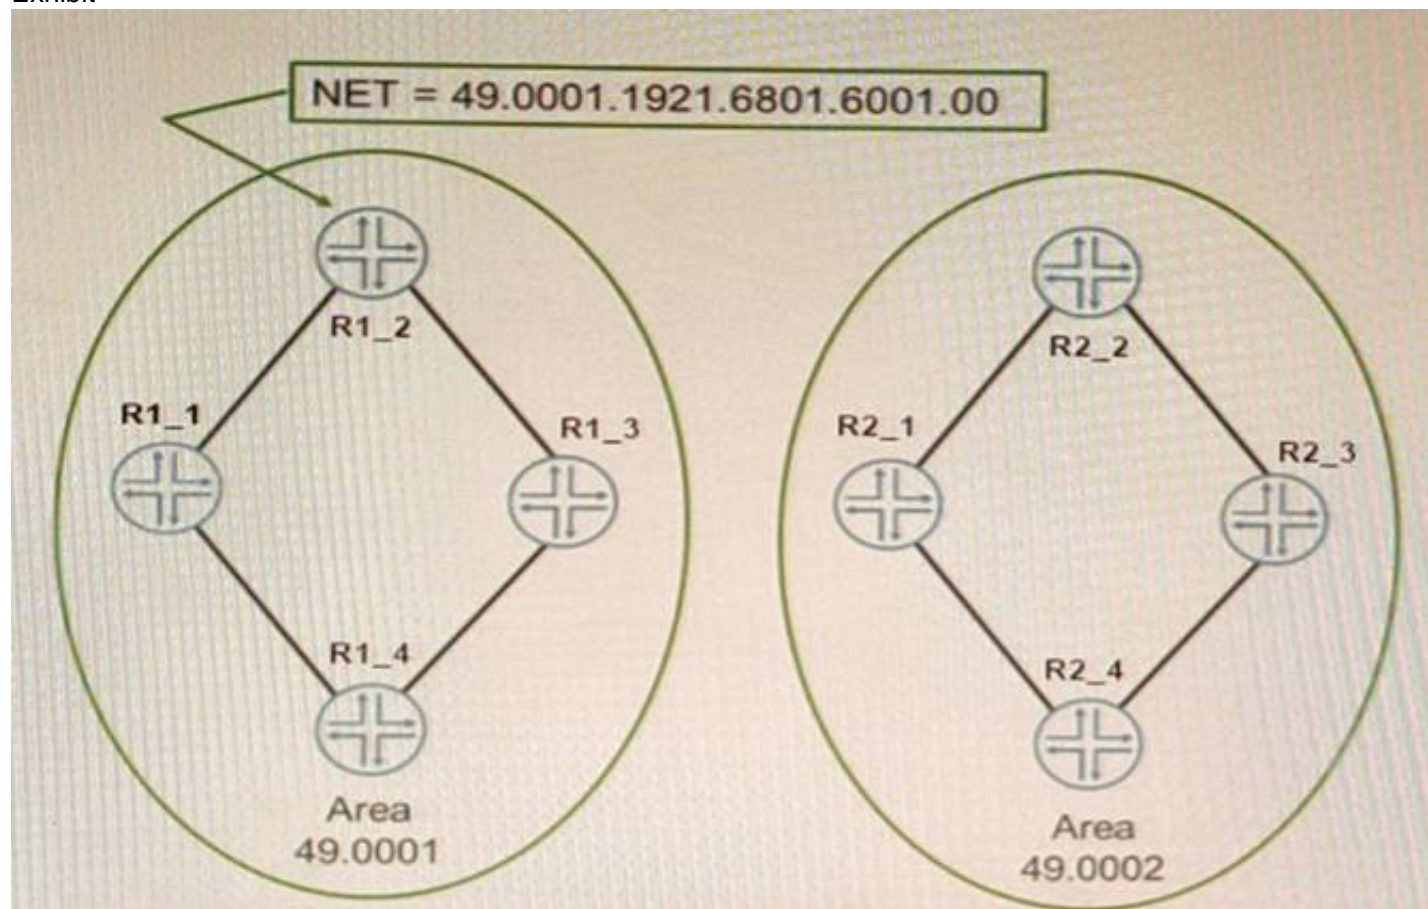 Exhibit
NET = 49.0001.1921.6801.6001.00
R1_2
R2_2
R1_1
R1_3
R2_1
R2_3
R1_4
R2_4
Area
49.0001
Area
49.0002